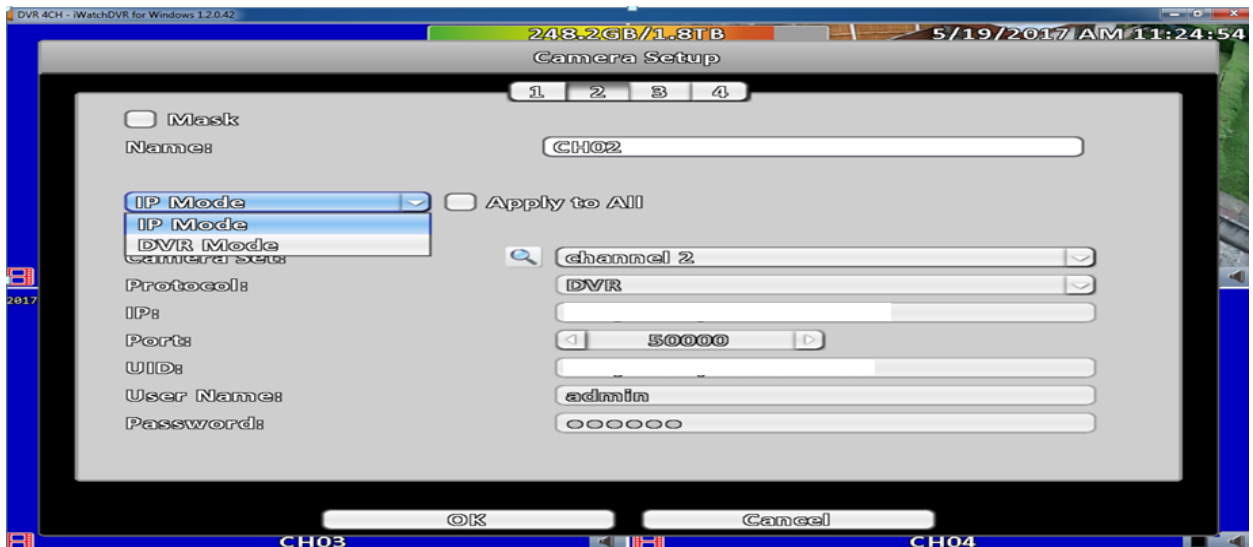 DVR 4CH - iWatchDVR for Windows 1.2.0.42
248.2GB/1.8TB
5/19/2017 AM 11:24:54
Camera Setup
1 2 3 4
Mask
Name: CH02
IP Mode Apply to All
IP Mode
DVR Mode
Camera Set: channel 2
Protocol: DVR
2017
IP:
Port: 50000
UID:
User Name: admin
Password:
OK Cancel
CH03 CH04